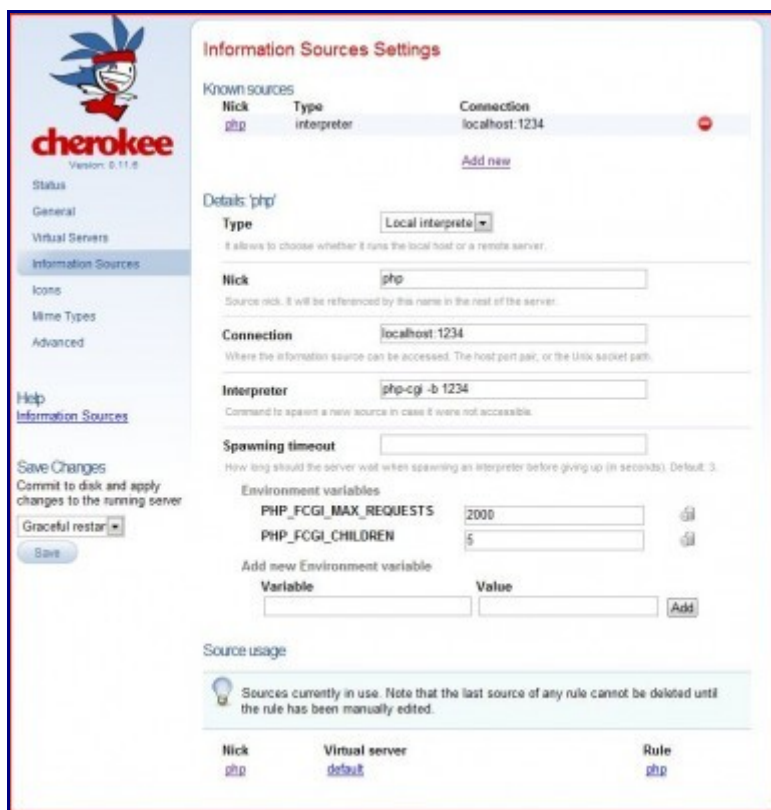 cherokee
Version: 0.11.6
Status
General
Virtual Servers
Information Sources
Icons
Mime Types
Advanced
Help
Information Sources
Save Changes
Commit to disk and apply
changes to the running server
Graceful restar
Save
Information Sources Settings
Known sources
Nick Type Connection
php interpreter localhost:1234
Add new
Details: 'php'
Type Local interprete
It allows to choose whether it runs the local host or a remote server.
Nick php
Source nick. It will be referenced by this name in the rest of the server.
Connection localhost:1234
Where the information source can be accessed. The host:port pair, or the Unix socket path.
Interpreter php-cgi -b 1234
Command to spawn a new source in case it were not accessible.
Spawning timeout
How long should the server wait when spawning an interpreter before giving up (in seconds). Default: 3.
Environment variables
PHP_FCGI_MAX_REQUESTS 2000
PHP_FCGI_CHILDREN 5
Add new Environment variable
Variable Value
Add
Source usage
Sources currently in use. Note that the last source of any rule cannot be deleted until
the rule has been manually edited.
Nick Virtual server Rule
php default php